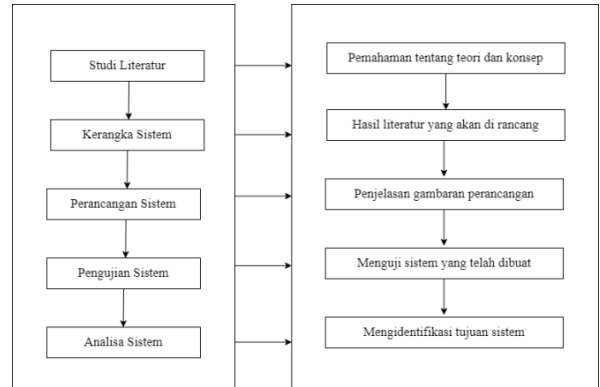 Studi Literatur
Kerangka Sistem
Perancangan Sistem
Pengujian Sistem
Analisa Sistem
Pemahaman tentang teori dan konsep
Hasil literatur yang akan di rancang
Penjelasan gambaran perancangan
Menguji sistem yang telah dibuat
Mengidentifikasi tujuan sistem